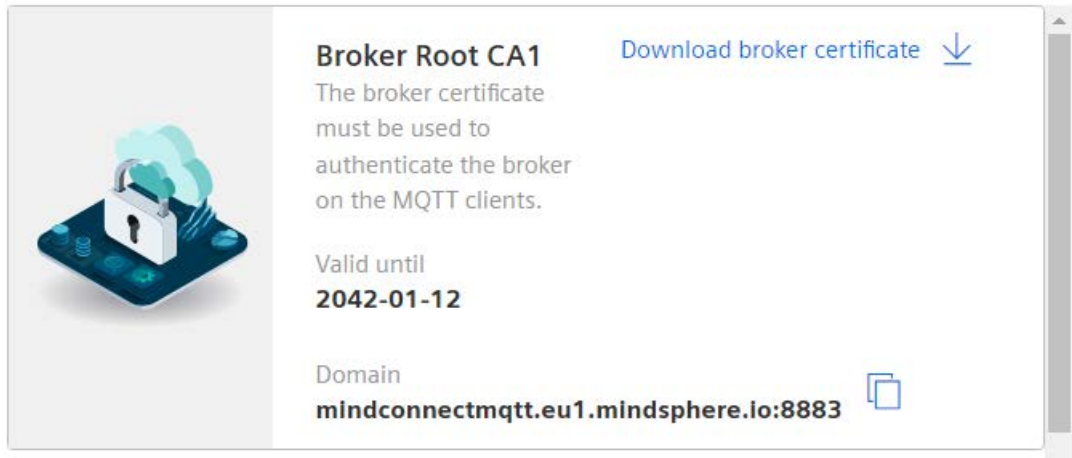 Broker Root CA1
Download broker certificate
The broker certificate
must be used to
authenticate the broker
on the MQTT clients.
Valid until
2042-01-12
Domain
mindconnectmqtt.eu1.mindsphere.io:8883